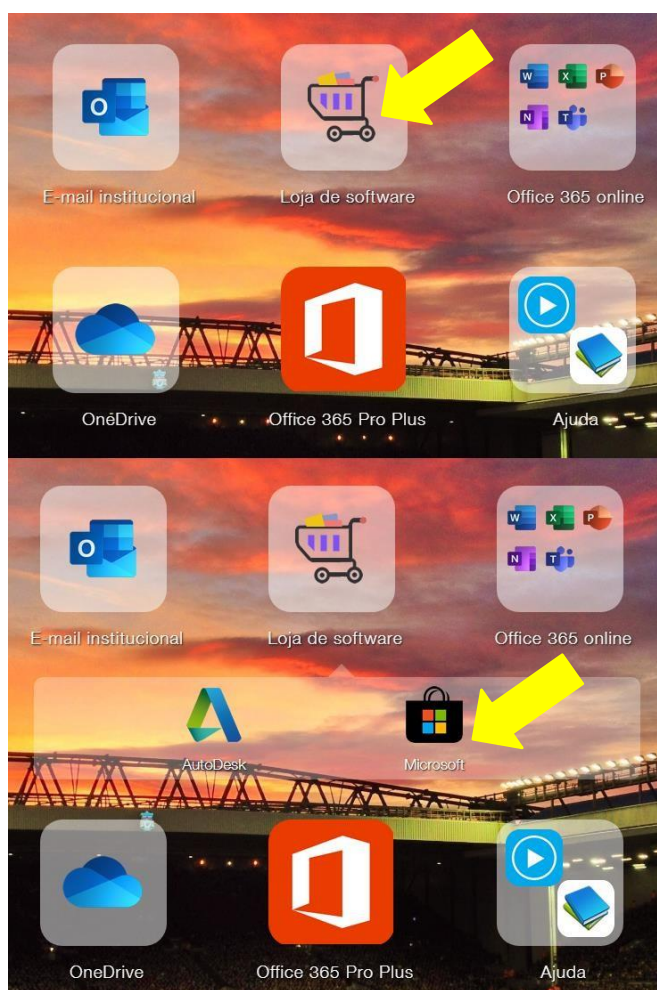 O
W
X
P
N
T
E-mail institucional
Loja de software
Office 365 online
OneDrive
Office 365 Pro Plus
Ajuda
O
W
X
P
N
T
E-mail institucional
Loja de software
Office 365 online
AutoDesk
Microsoft
OneDrive
Office 365 Pro Plus
Ajuda